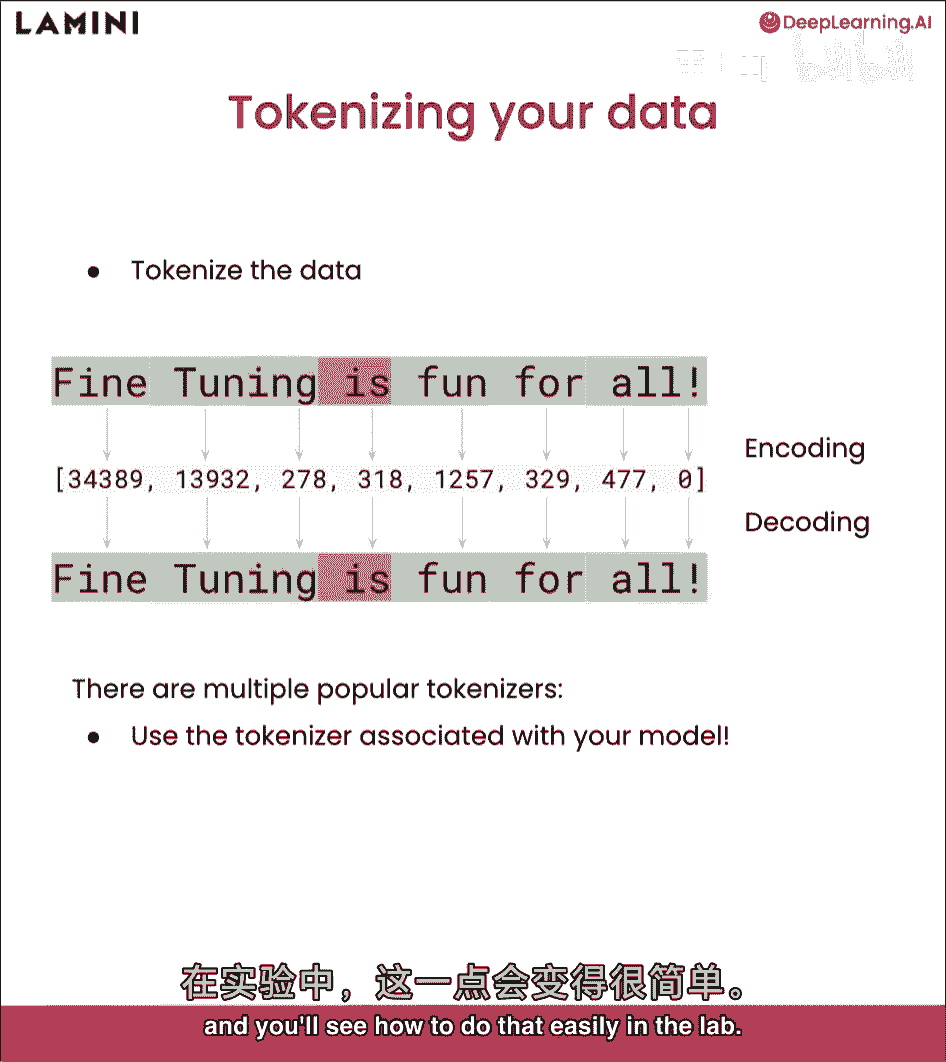 LAMINI
DeepLearning.AI
Tokenizing your data
● Tokenize the data
Fine Tuning is fun for all!
[34389, 13932, 278, 318, 1257, 329, 477, 0]
Encoding
Decoding
Fine Tuning is fun for all!
There are multiple popular tokenizers:
● Use the tokenizer associated with your model!
在实验中，这一点会变得很简单。
and you'll see how to do that easily in the lab.